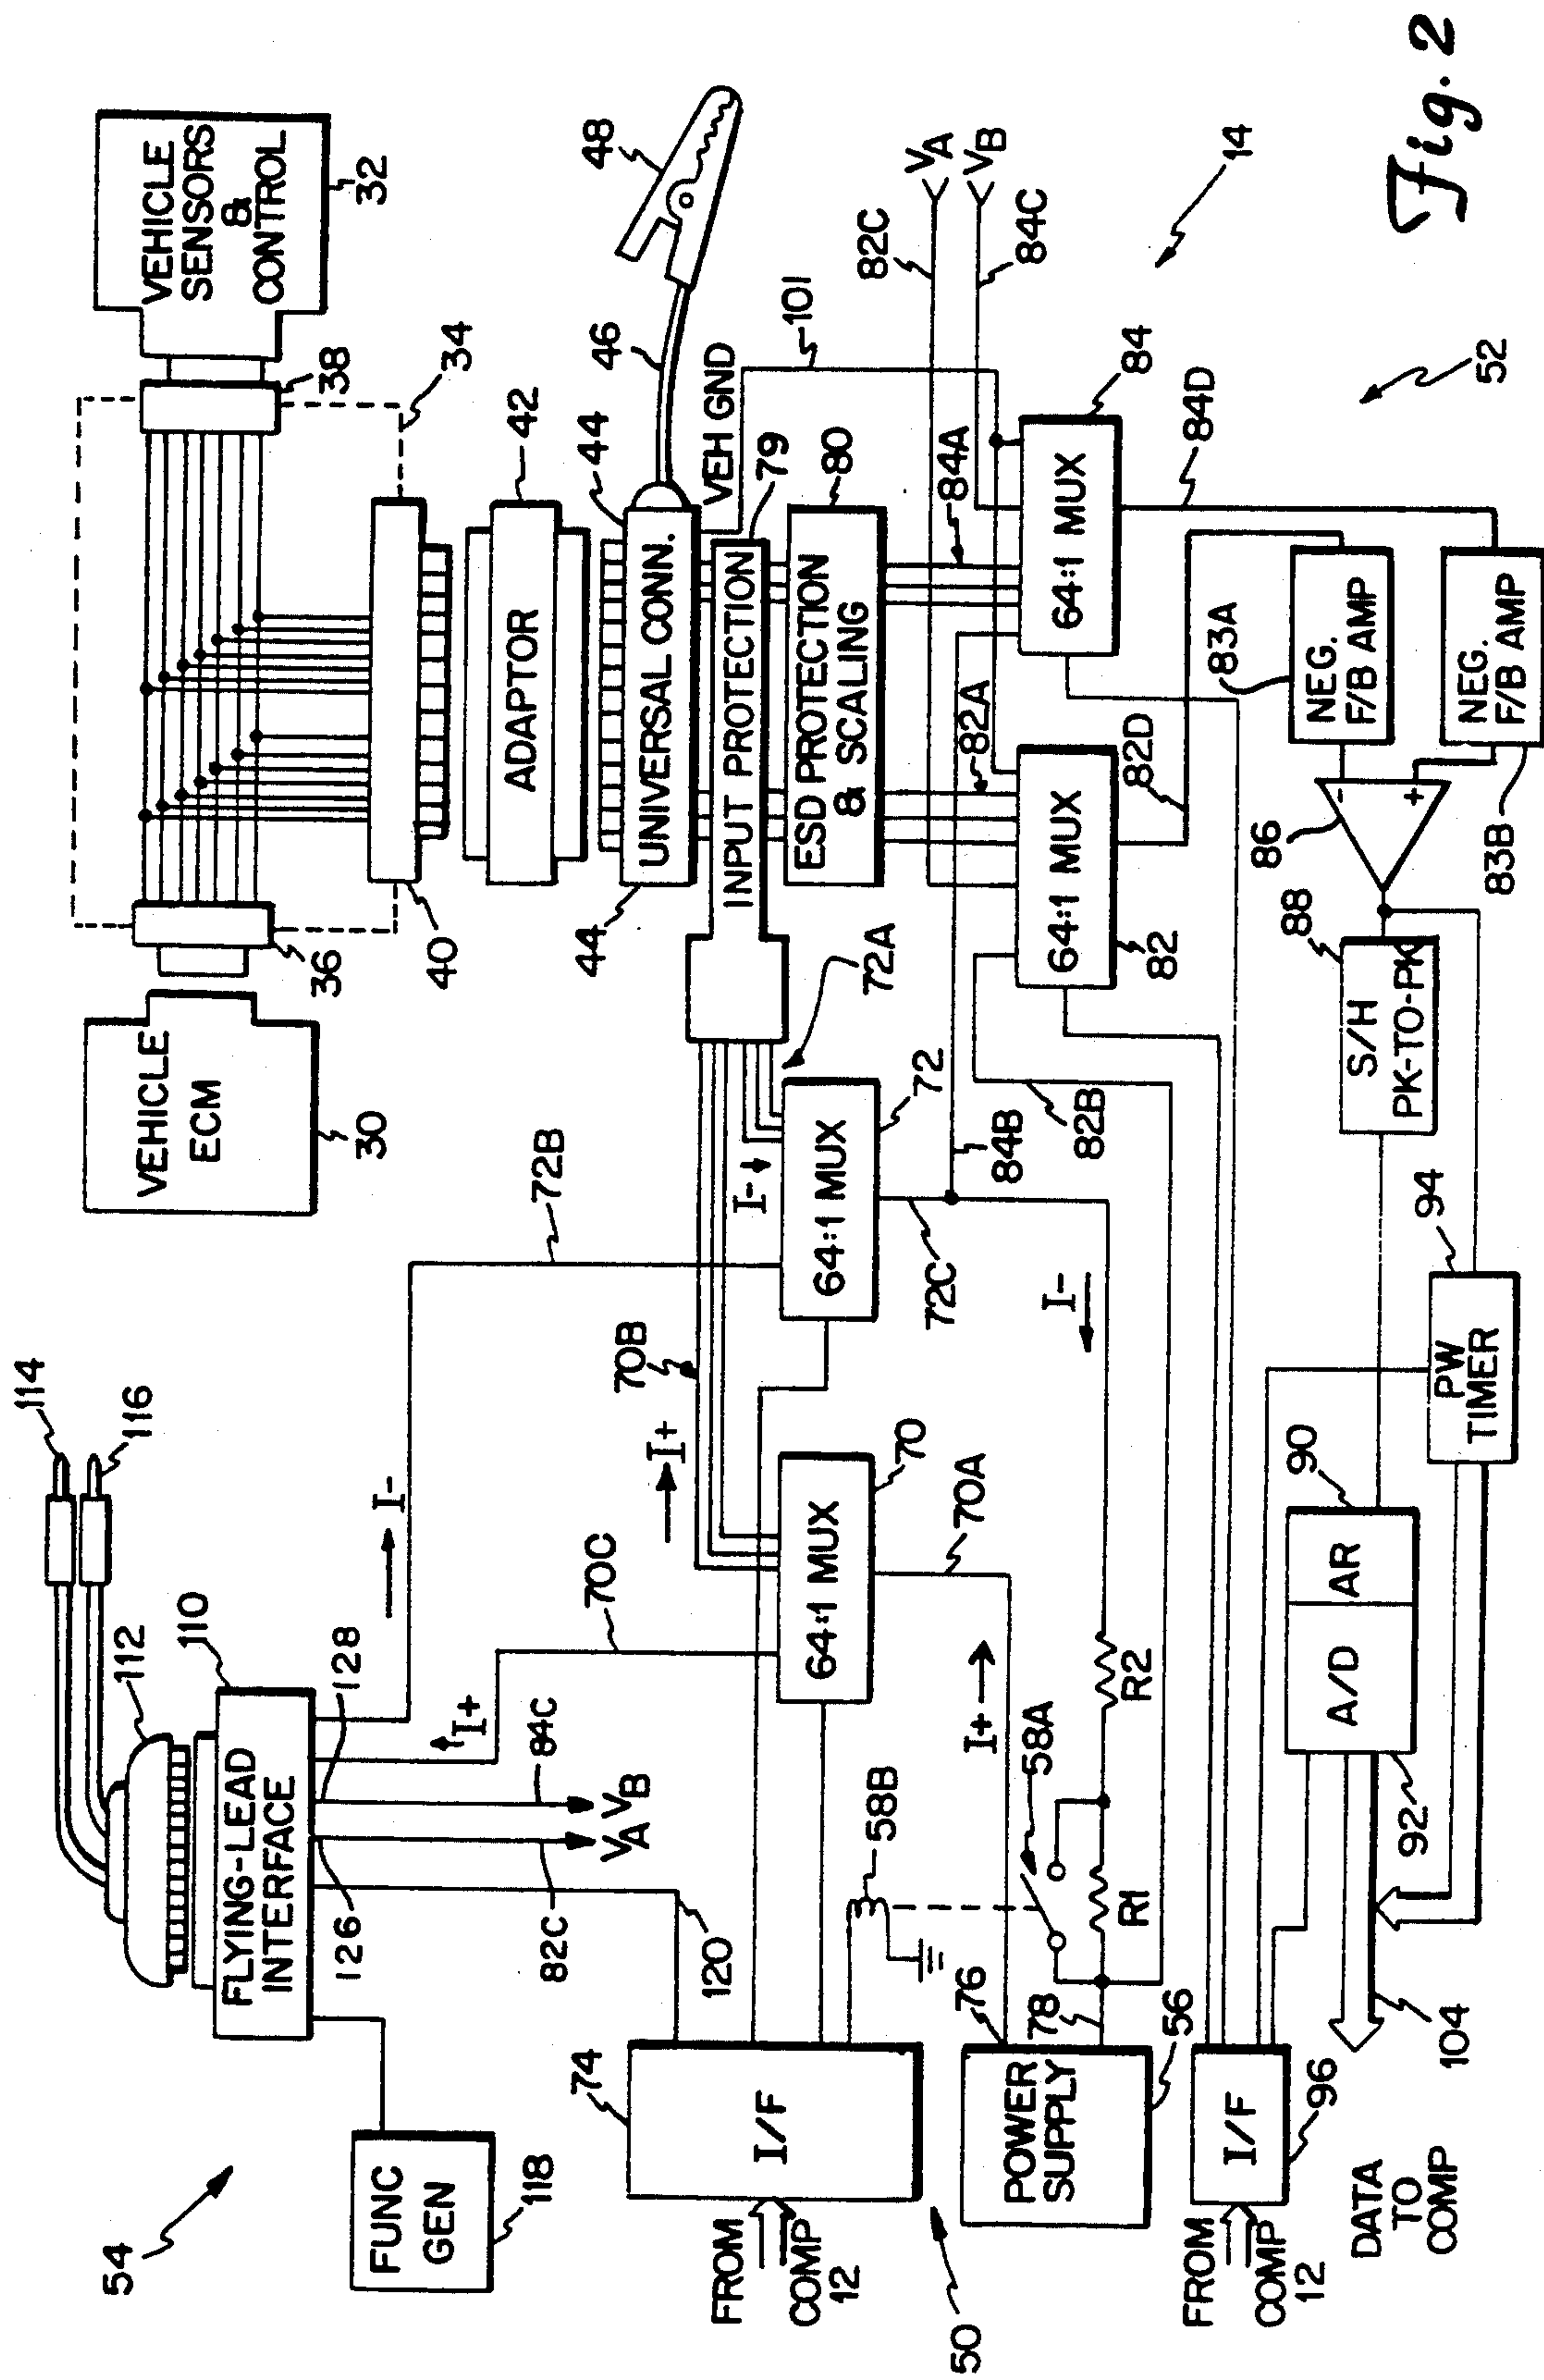 54
114
116
112
110
FLYING-LEAD
INTERFACE
126
128
82C
84C
VA
VB
I+
I-
120
FUNC
GEN
118
VEHICLE
ECM
30
36
VEHICLE
SENSORS
&
CONTROL
32
38
34
40
ADAPTOR
42
44
UNIVERSAL CONN.
44
46
48
VEH GND
INPUT PROTECTION
79
101
ESD PROTECTION
& SCALING
80
72B
70B
I+
I-
72A
70C
64:1 MUX
70
64:1 MUX
72
70A
72C
84B
82B
82A
84A
82C
84C
VA
VB
14
64:1 MUX
82
64:1 MUX
84
82D
84D
52
74
I/F
FROM
COMP
12
50
58B
58A
I+
I-
76
78
POWER
SUPPLY
56
R1
R2
I/F
96
FROM
COMP
12
DATA
TO
COMP
104
A/D
AR
92
90
PW
TIMER
94
S/H
PK-TO-PK
88
86
-
+
NEG.
F/B AMP
83A
NEG.
F/B AMP
83B
Fig. 2